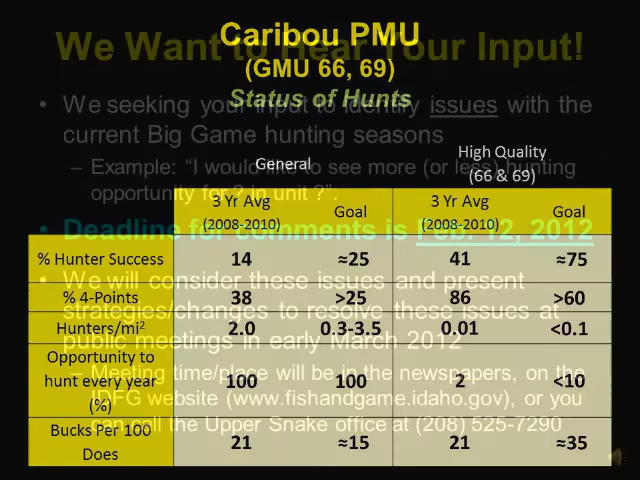 Caribou PMU
(GMU 66, 69)
Status of Hunts
General
High Quality
(66 & 69)
3 Yr Avg
(2008-2010)
Goal
3 Yr Avg
(2008-2010)
Goal
% Hunter Success 14 ≈25 41 ≈75
% 4-Points 38 >25 86 >60
Hunters/mi² 2.0 0.3-3.5 0.01 <0.1
Opportunity to
hunt every year
(%)
100 100 2 <10
Bucks Per 100
Does
21 ≈15 21 ≈35
We Want to Hear Your Input!
• We seeking your input to identify issues with the
current Big Game hunting seasons
– Example: “I would like to see more (or less) hunting
opportunity for ? in unit ?”.
• Deadline for comments is Feb. 12, 2012
• We will consider these issues and present
strategies/changes to resolve these issues at
public meetings in early March 2012
– Meeting time/place will be in the newspapers, on the
IDFG website (www.fishandgame.idaho.gov), or you
can call the Upper Snake office at (208) 525-7290